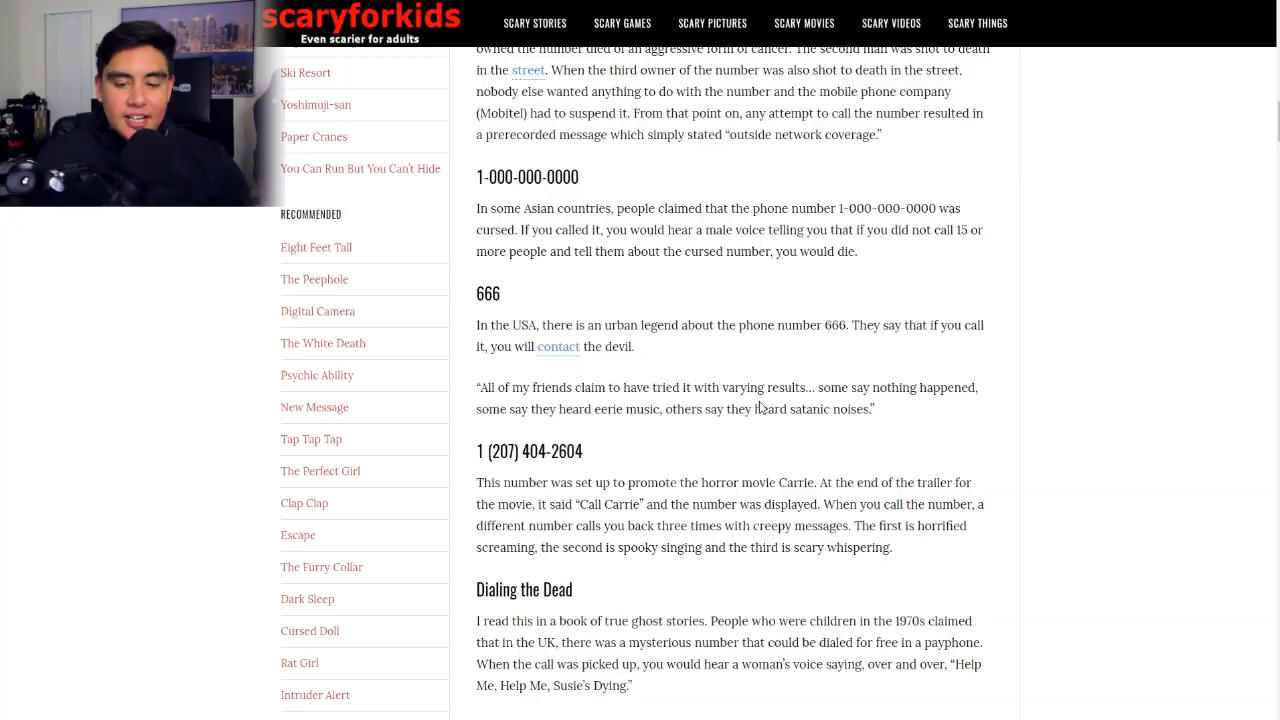 scaryforkids
Even scarier for adults
SCARY STORIES
SCARY GAMES
SCARY PICTURES
SCARY MOVIES
SCARY VIDEOS
SCARY THINGS
Ski Resort
Yoshimuji-san
Paper Cranes
You Can Run But You Can't Hide
RECOMMENDED
Eight Feet Tall
The Peephole
Digital Camera
The White Death
Psychic Ability
New Message
Tap Tap Tap
The Perfect Girl
Clap Clap
Escape
The Furry Collar
Dark Sleep
Cursed Doll
Rat Girl
Intruder Alert
owned the number died of an aggressive form of cancer. The second man was shot to death
in the street. When the third owner of the number was also shot to death in the street,
nobody else wanted anything to do with the number and the mobile phone company
(Mobitel) had to suspend it. From that point on, any attempt to call the number resulted in
a prerecorded message which simply stated “outside network coverage.”
1-000-000-0000
In some Asian countries, people claimed that the phone number 1-000-000-0000 was
cursed. If you called it, you would hear a male voice telling you that if you did not call 15 or
more people and tell them about the cursed number, you would die.
666
In the USA, there is an urban legend about the phone number 666. They say that if you call
it, you will contact the devil.
“All of my friends claim to have tried it with varying results… some say nothing happened,
some say they heard eerie music, others say they heard satanic noises.”
1 (207) 404-2604
This number was set up to promote the horror movie Carrie. At the end of the trailer for
the movie, it said “Call Carrie” and the number was displayed. When you call the number, a
different number calls you back three times with creepy messages. The first is horrified
screaming, the second is spooky singing and the third is scary whispering.
Dialing the Dead
I read this in a book of true ghost stories. People who were children in the 1970s claimed
that in the UK, there was a mysterious number that could be dialed for free in a payphone.
When the call was picked up, you would hear a woman's voice saying, over and over, “Help
Me, Help Me, Susie's Dying.”